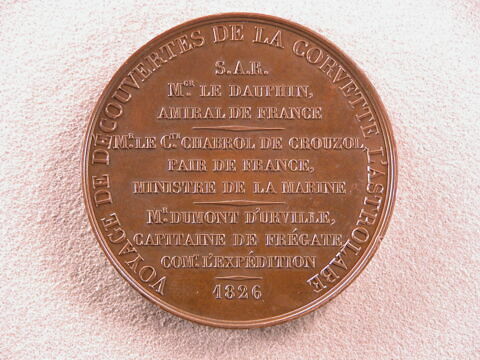 VOYAGE DE DÉCOUVERTES DE LA CORVETTE L'ASTROLABE
S.A.R.
MGR LE DAUPHIN,
AMIRAL DE FRANCE
MR LE CTE CHABROL DE CROUZOL
PAIR DE FRANCE,
MINISTRE DE LA MARINE
MR DUMONT D'URVILLE,
CAPITAINE DE FRÉGATE
COMT L'EXPÉDITION
1826